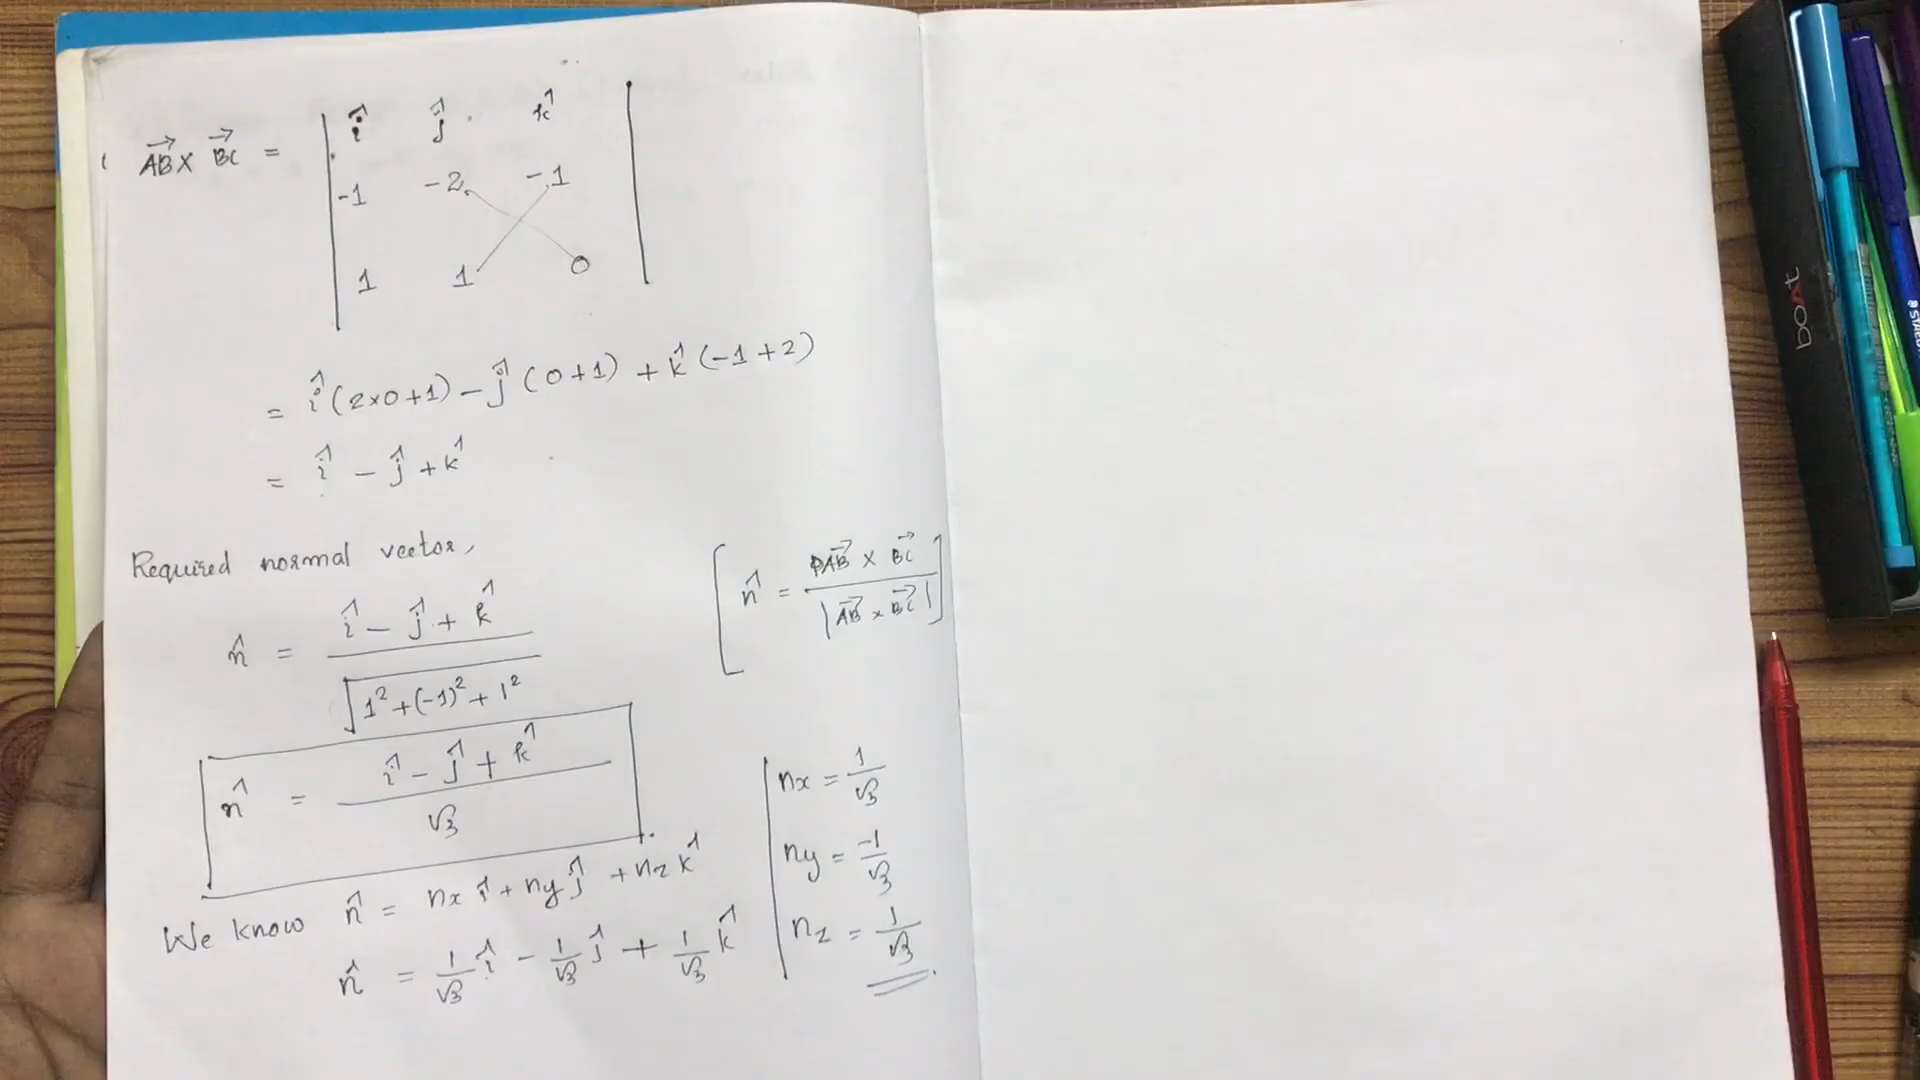 AB⃗ × BC⃗ = | î ĵ k̂ |
-1 -2 -1
1 1 0
= î (2×0+1) - ĵ (0+1) + k̂ (-1+2)
= î - ĵ + k̂
Required normal vector,
n̂ = î - ĵ + k̂ / √1² + (-1)² + 1²
[ n̂ = AB⃗ × BC⃗ / |AB⃗ × BC⃗| ]
n̂ = î - ĵ + k̂ / √3
We know n̂ = nx î + ny ĵ + nz k̂
n̂ = 1/√3 î - 1/√3 ĵ + 1/√3 k̂
nx = 1/√3
ny = -1/√3
nz = 1/√3
boAt